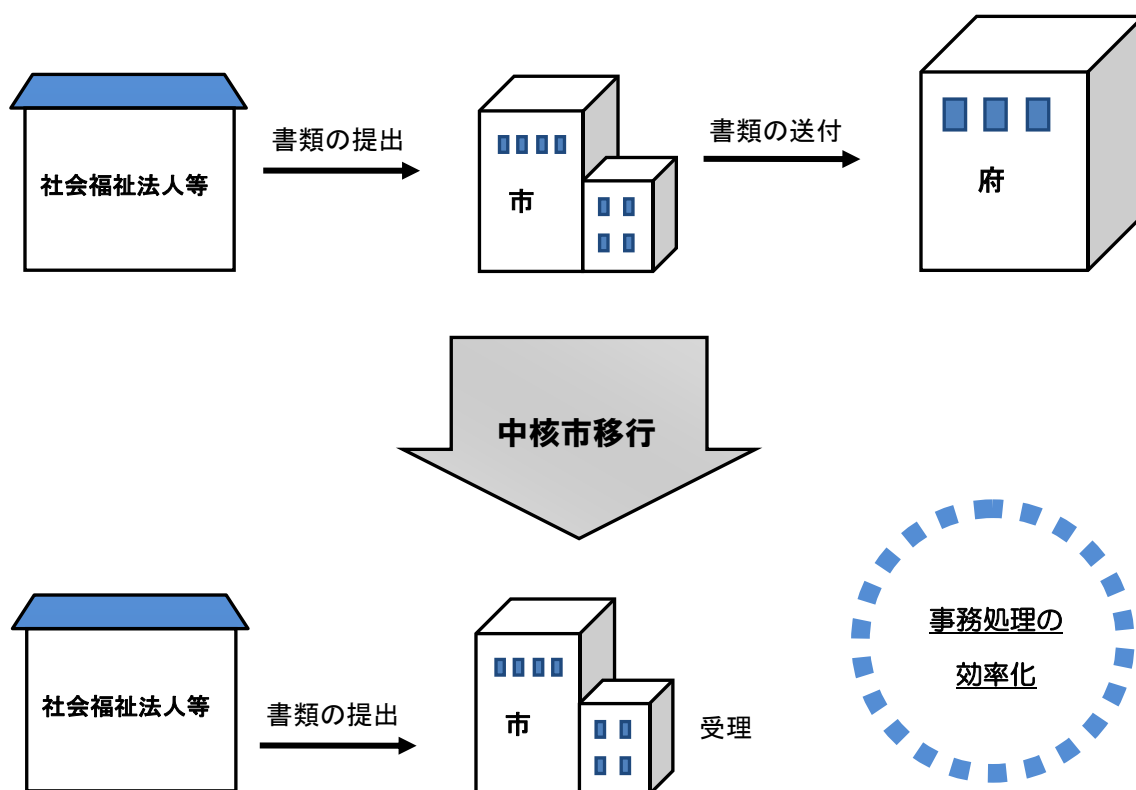 書類の提出
書類の送付
社会福祉法人等
市
府
中核市移行
事務処理の
効率化
社会福祉法人等
書類の提出
市
受理